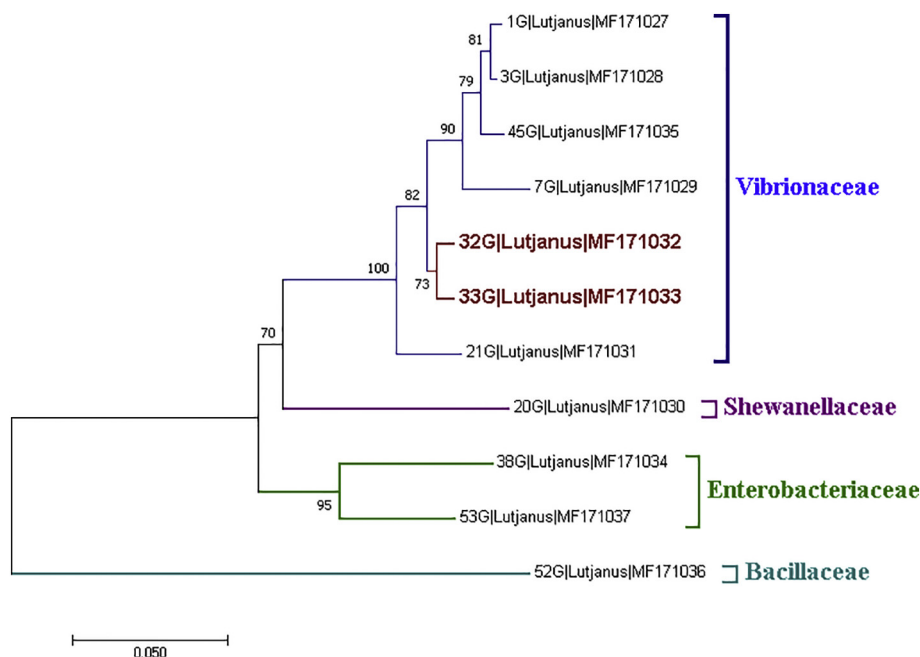 1G|Lutjanus|MF171027
81
3G|Lutjanus|MF171028
79
45G|Lutjanus|MF171035
90
7G|Lutjanus|MF171029
Vibrionaceae
82
32G|Lutjanus|MF171032
73
33G|Lutjanus|MF171033
100
21G|Lutjanus|MF171031
70
20G|Lutjanus|MF171030
Shewanellaceae
38G|Lutjanus|MF171034
Enterobacteriaceae
95
53G|Lutjanus|MF171037
52G|Lutjanus|MF171036
Bacillaceae
0.050